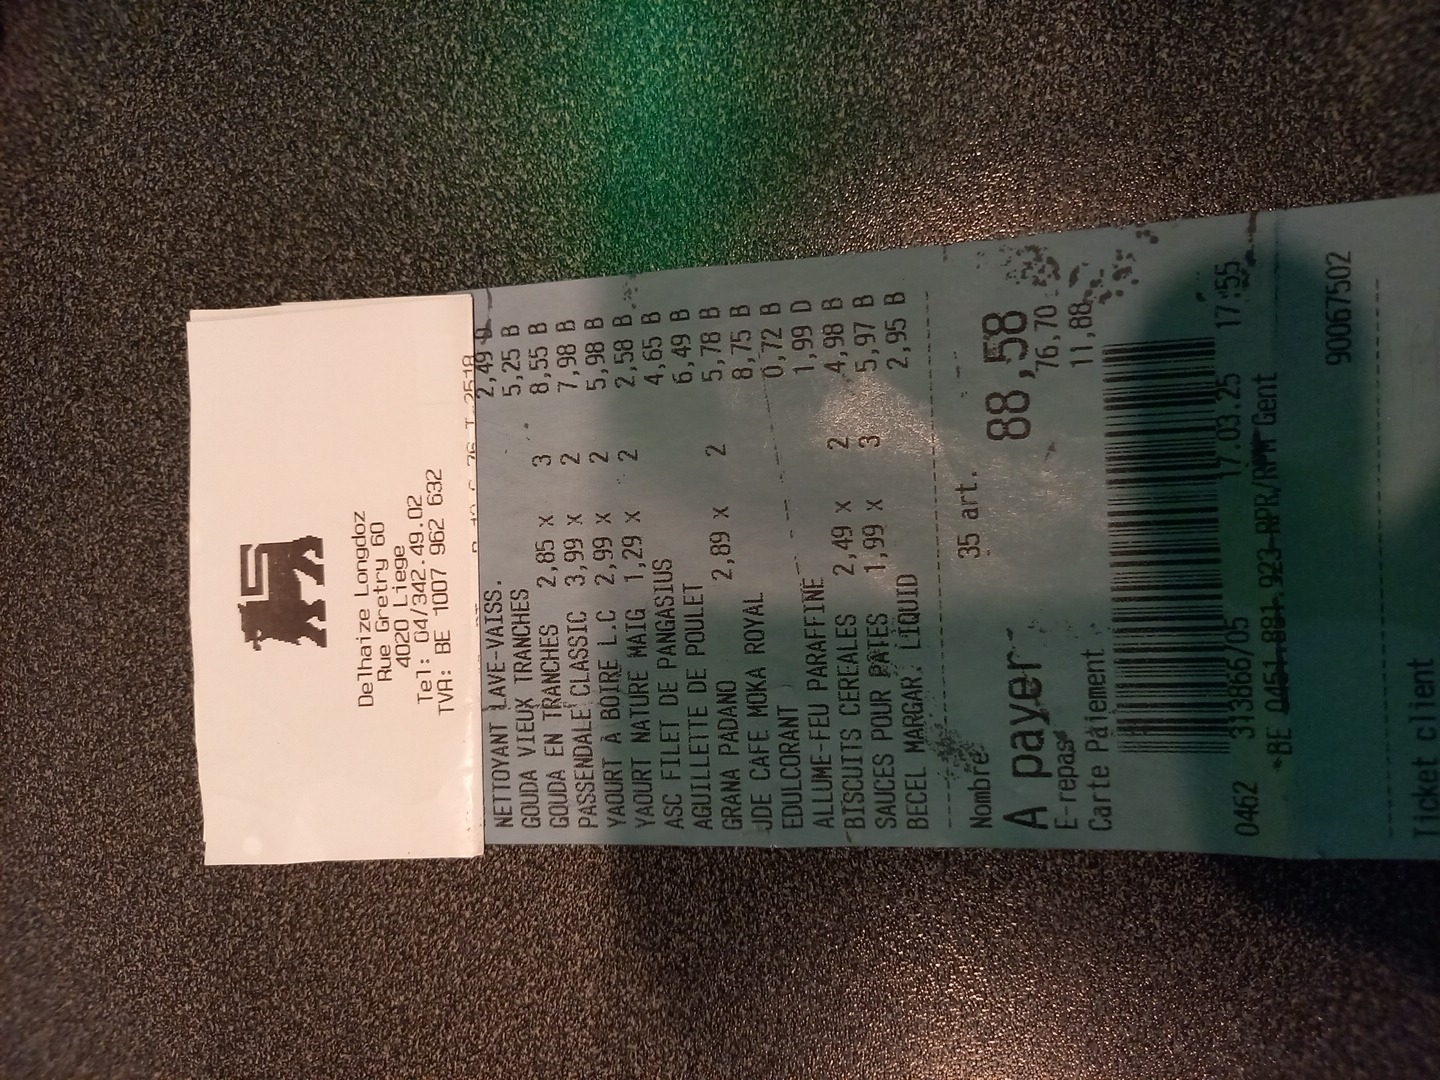 Delhaize Longdoz
Rue Gretry 60
4020 Liege
Tel: 04/342.49.02
TVA: BE 1007 962 632
NETTOYANT LAVE-VAISS. 2,49
GOUDA VIEUX TRANCHES 5,25 B
GOUDA EN TRANCHES 2,85 x 3 8,55 B
PASSENDALE CLASSIC 3,99 x 2 7,98 B
YAOURT À BOIRE L.C 2,99 x 2 5,98 B
YAOURT NATURE MAIG 1,29 x 2 2,58 B
ASC FILET DE PANGASIUS 4,65 B
AGUILLETTE DE POULET 6,49 B
GRANA PADANO 2,89 x 2 5,78 B
JDE CAFE MOKA ROYAL 8,75 B
EDULCORANT 0,72 B
ALLUME-FEU PARAFFINE 1,99 D
BISCUITS CEREALES 2,49 x 2 4,98 B
SAUCES POUR PATES 1,99 x 3 5,97 B
BECEL MARGAR. LIQUID 2,95 B
Nombre 35 art.
A payer 88,58
E-repas 76,70
Carte Paiement 11,88
0462 313866/05 17.03.25 17:55
BE 0451.881.923 RPR/RPM Gent
90067502
Ticket client